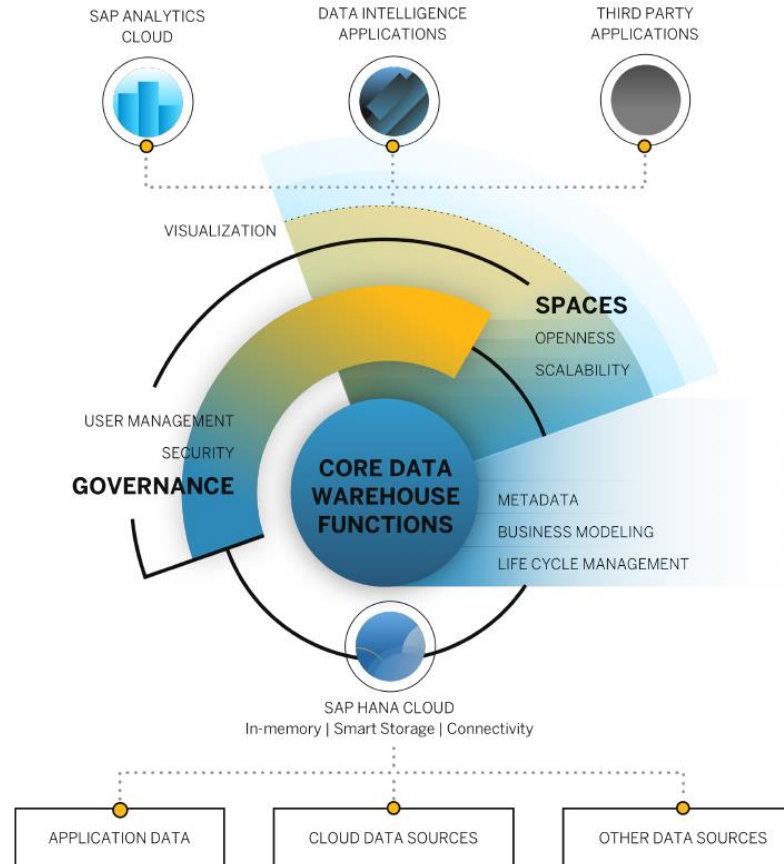 SAP ANALYTICS
CLOUD
DATA INTELLIGENCE
APPLICATIONS
THIRD PARTY
APPLICATIONS
VISUALIZATION
SPACES
OPENNESS
SCALABILITY
USER MANAGEMENT
SECURITY
GOVERNANCE
CORE DATA
WAREHOUSE
FUNCTIONS
METADATA
BUSINESS MODELING
LIFE CYCLE MANAGEMENT
SAP HANA CLOUD
In-memory | Smart Storage | Connectivity
APPLICATION DATA
CLOUD DATA SOURCES
OTHER DATA SOURCES